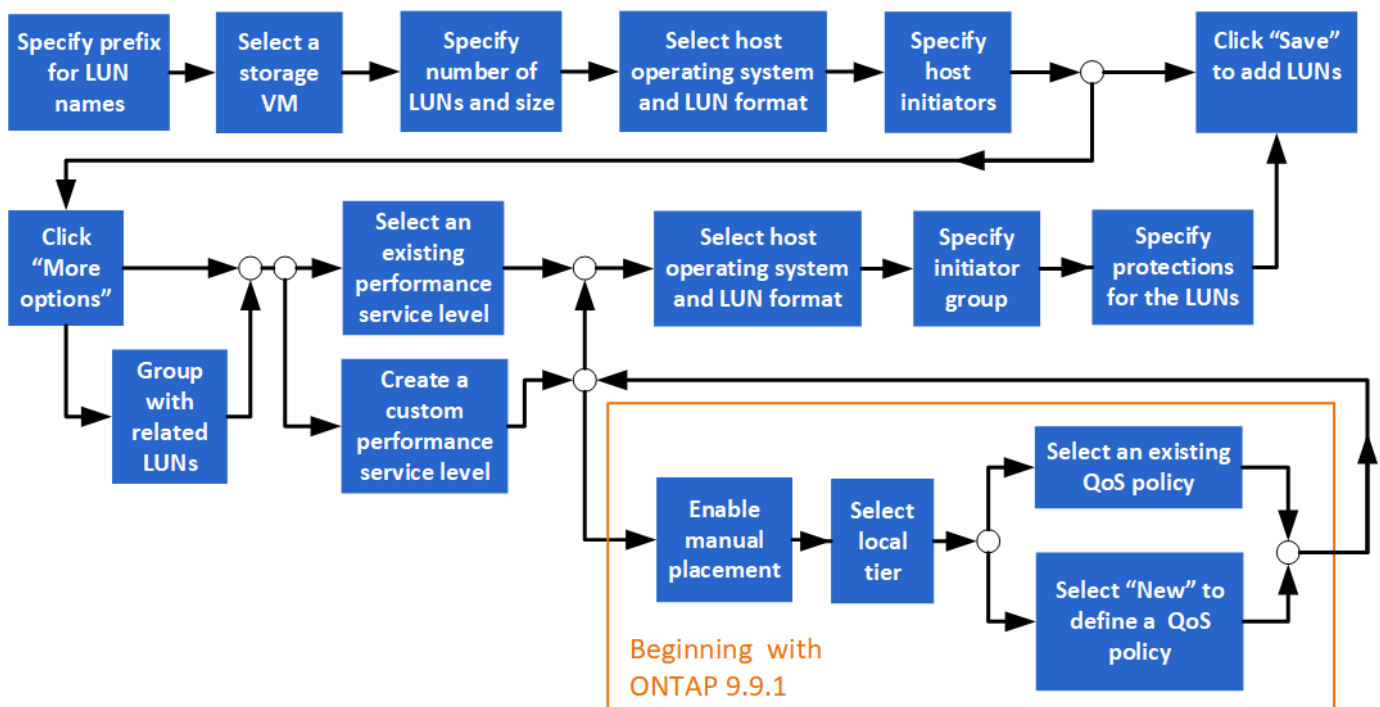 Specify prefix
for LUN
names
Select a
storage
VM
Specify
number of
LUNs and size
Select host
operating system
and LUN format
Specify
host
initiators
Click “Save”
to add LUNs
Click
“More
options”
Group
with
related
LUNs
Select an
existing
performance
service level
Create a
custom
performance
service level
Select host
operating system
and LUN format
Specify
initiator
group
Specify
protections
for the LUNs
Enable
manual
placement
Select
local
tier
Select an existing
QoS policy
Select “New” to
define a QoS
policy
Beginning with
ONTAP 9.9.1